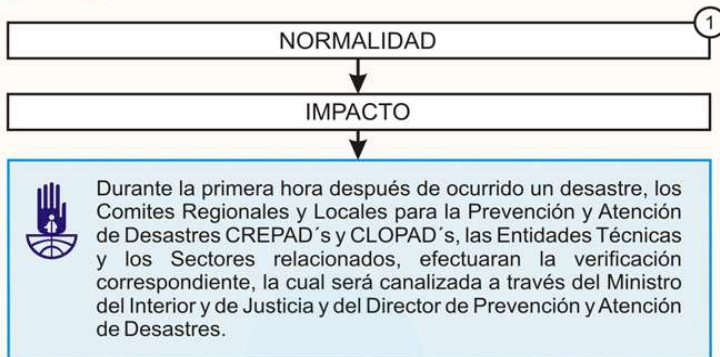 1
NORMALIDAD
IMPACTO
Durante la primera hora después de ocurrido un desastre, los
Comites Regionales y Locales para la Prevención y Atención
de Desastres CREPAD´s y CLOPAD´s, las Entidades Técnicas
y los Sectores relacionados, efectuaran la verificación
correspondiente, la cual será canalizada a través del Ministro
del Interior y de Justicia y del Director de Prevención y Atención
de Desastres.